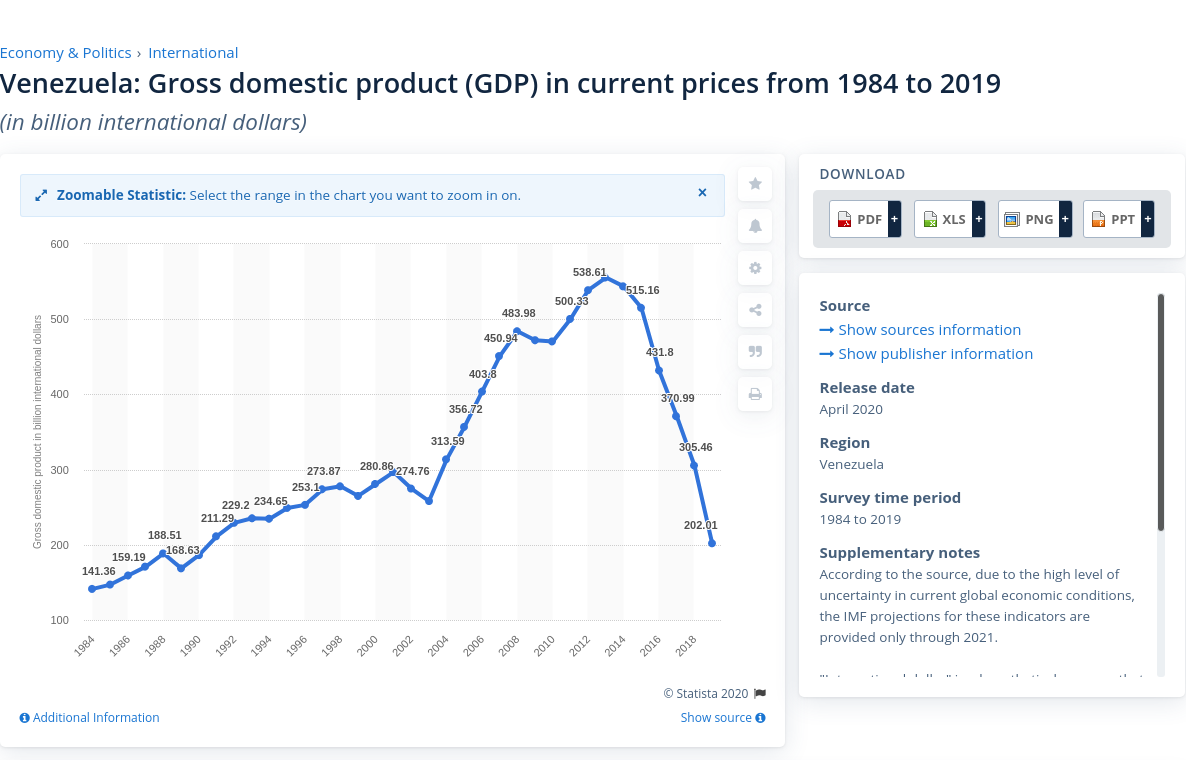 Economy & Politics › International
Venezuela: Gross domestic product (GDP) in current prices from 1984 to 2019
(in billion international dollars)
Zoomable Statistic: Select the range in the chart you want to zoom in on. ×
Gross domestic product in billion international dollars
600
500
400
300
200
100
141.36
159.19
188.51
168.63
211.29
229.2
234.65
253.1
273.87
280.86
274.76
313.59
356.72
403.8
450.94
483.98
500.33
538.61
515.16
431.8
370.99
305.46
202.01
1984 1986 1988 1990 1992 1994 1996 1998 2000 2002 2004 2006 2008 2010 2012 2014 2016 2018
© Statista 2020
Additional Information
Show source
DOWNLOAD
PDF + XLS + PNG + PPT +
Source
Show sources information
Show publisher information
Release date
April 2020
Region
Venezuela
Survey time period
1984 to 2019
Supplementary notes
According to the source, due to the high level of
uncertainty in current global economic conditions,
the IMF projections for these indicators are
provided only through 2021.